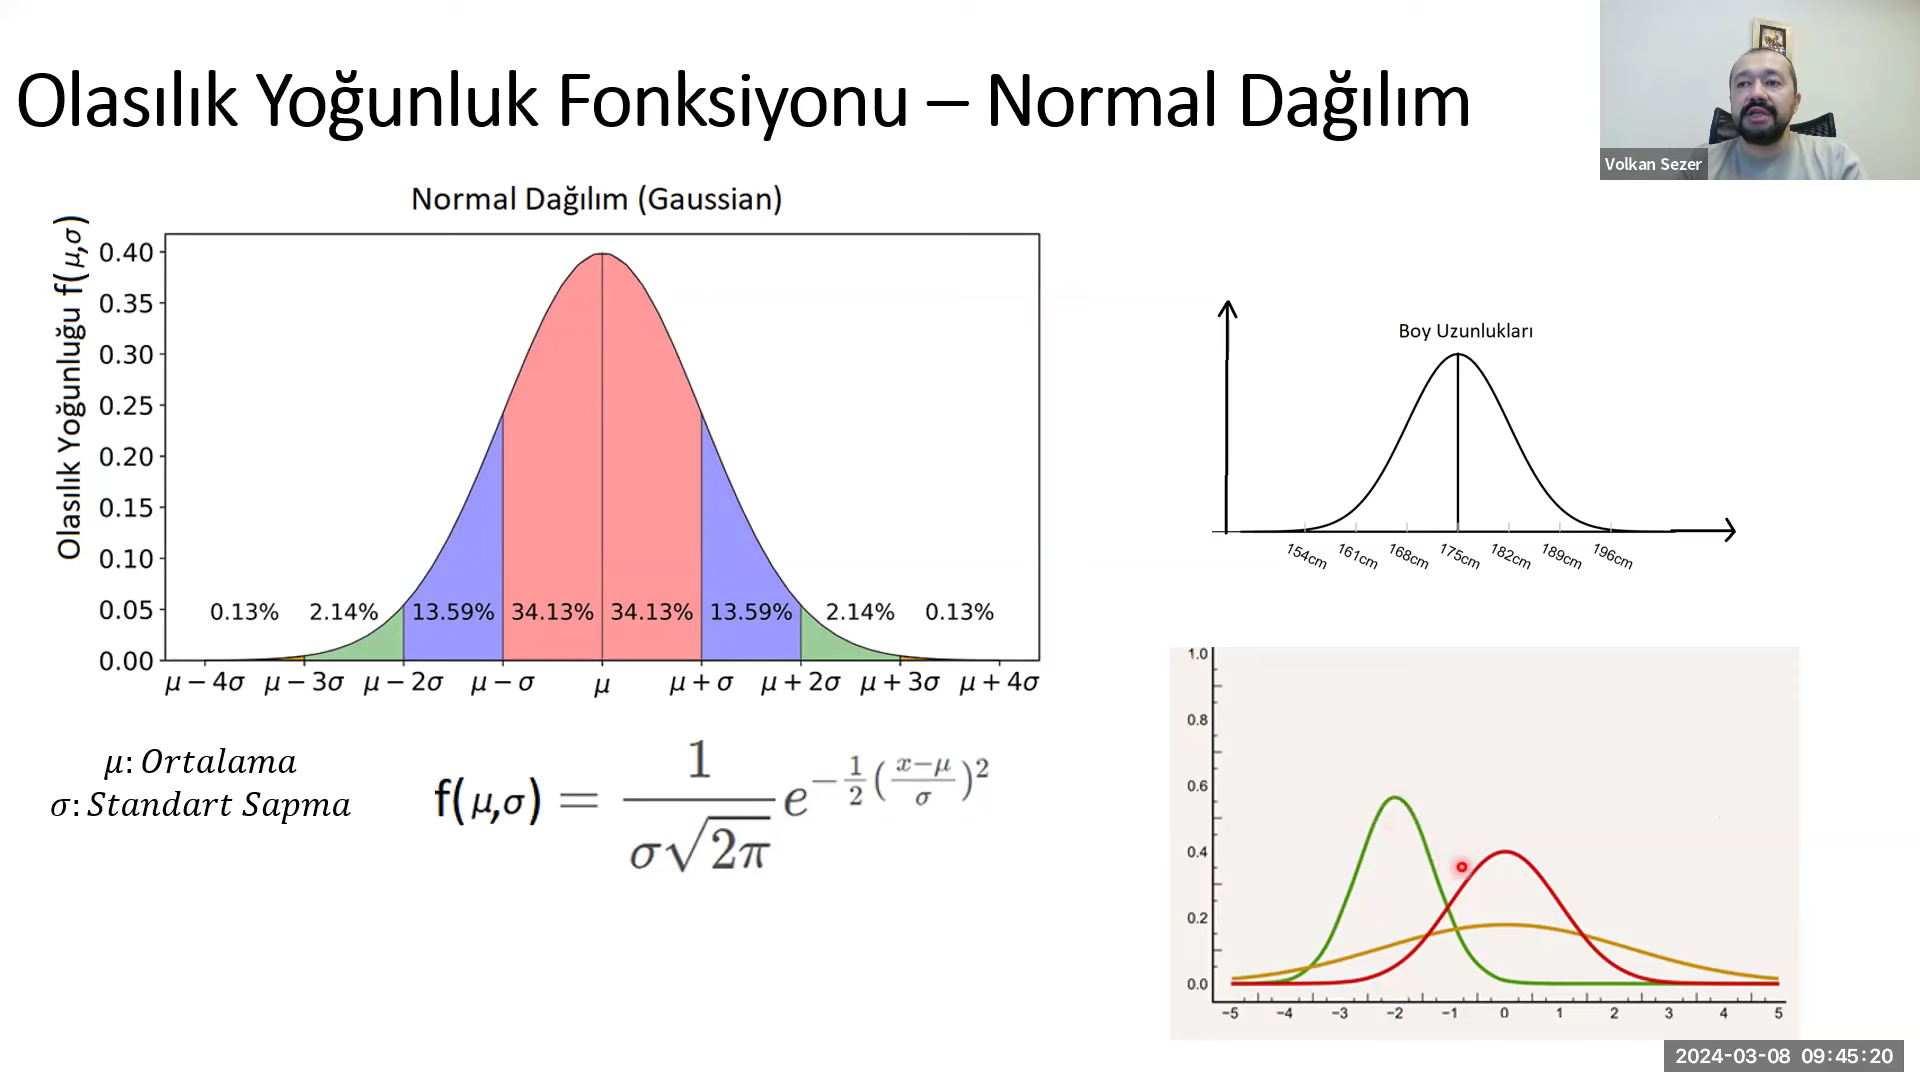 Olasılık Yoğunluk Fonksiyonu – Normal Dağılım
Volkan Sezer
Normal Dağılım (Gaussian)
Olasılık Yoğunluğu f(μ,σ)
0.40
0.35
0.30
0.25
0.20
0.15
0.10
0.05
0.00
0.13% 2.14% 13.59% 34.13% 34.13% 13.59% 2.14% 0.13%
μ − 4σ μ − 3σ μ − 2σ μ − σ μ μ + σ μ + 2σ μ + 3σ μ + 4σ
μ: Ortalama
σ: Standart Sapma
f(μ,σ) = 1/(σ√2π) e^(−1/2((x−μ)/σ)^2)
Boy Uzunlukları
154cm 161cm 168cm 175cm 182cm 189cm 196cm
1.0
0.8
0.6
0.4
0.2
0.0
−5 −4 −3 −2 −1 0 1 2 3 4 5
2024-03-08 09:45:20